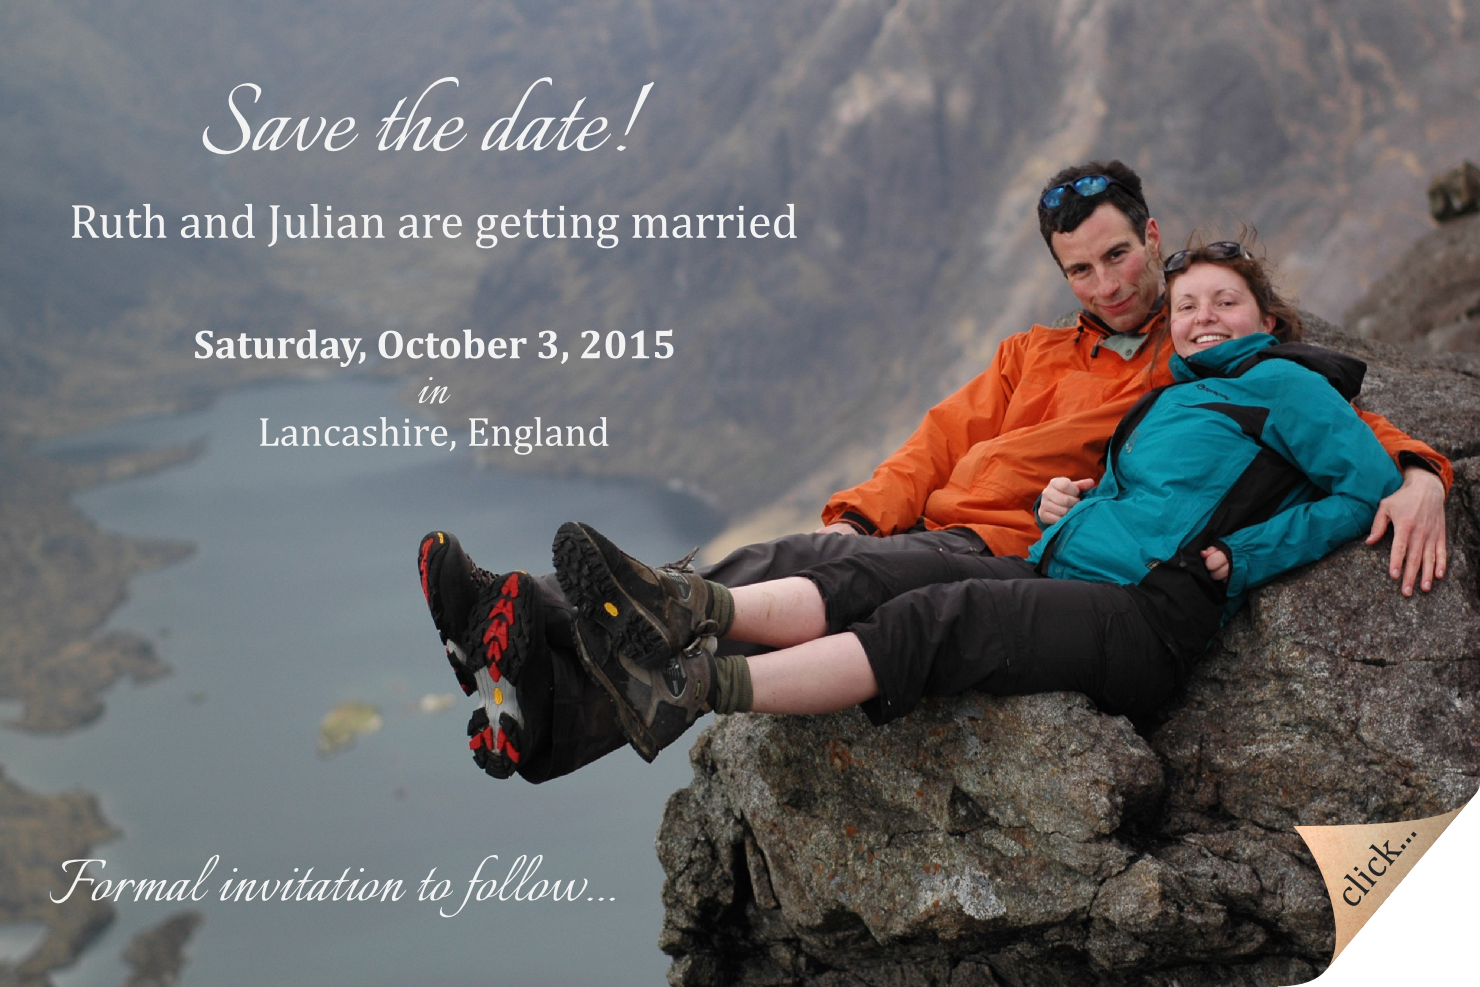 Save the date!
Ruth and Julian are getting married
Saturday, October 3, 2015
in
Lancashire, England
Formal invitation to follow...
click...